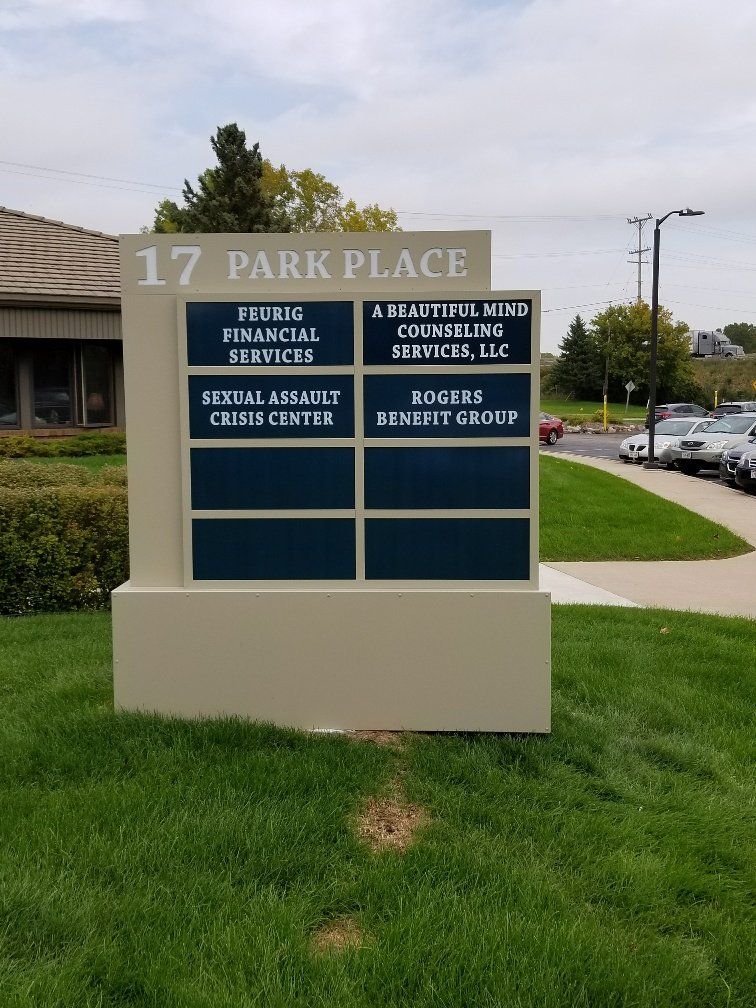 17 PARK PLACE
FEURIG
FINANCIAL
SERVICES
A BEAUTIFUL MIND
COUNSELING
SERVICES, LLC
SEXUAL ASSAULT
CRISIS CENTER
ROGERS
BENEFIT GROUP